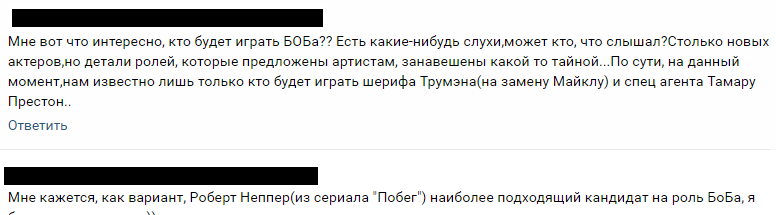 Мне вот что интересно, кто будет играть БОБа?? Есть какие-нибудь слухи,может кто, что слышал?Столько новых
актеров,но детали ролей, которые предложены артистам, занавешены какой то тайной...По сути, на данный
момент,нам известно лишь только кто будет играть шерифа Трумэна(на замену Майклу) и спец агента Тамару
Престон..
Ответить
Мне кажется, как вариант, Роберт Неппер(из сериала "Побег") наиболее подходящий кандидат на роль БоБа, я